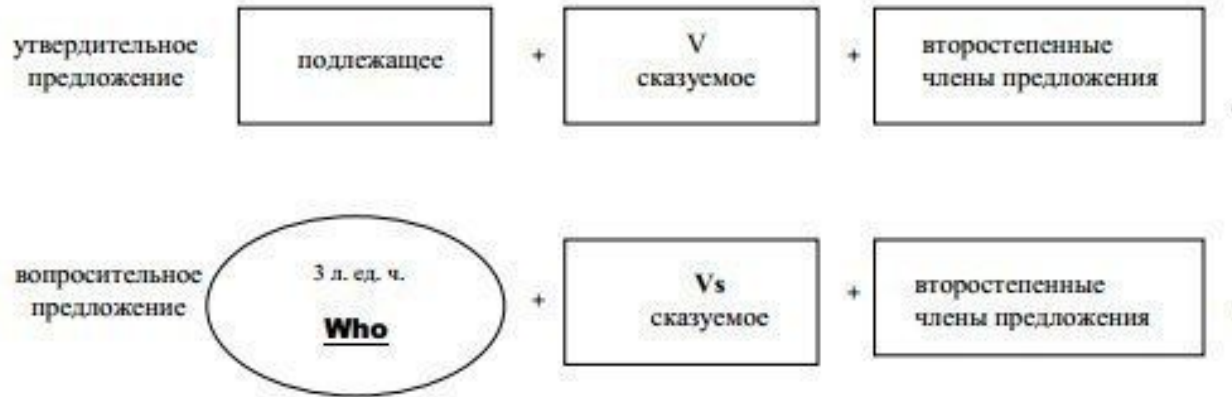 утвердительное
предложение
подлежащее
+
V
сказуемое
+
второстепенные
члены предложения
вопросительное
предложение
3 л. ед. ч.
Who
+
Vs
сказуемое
+
второстепенные
члены предложения